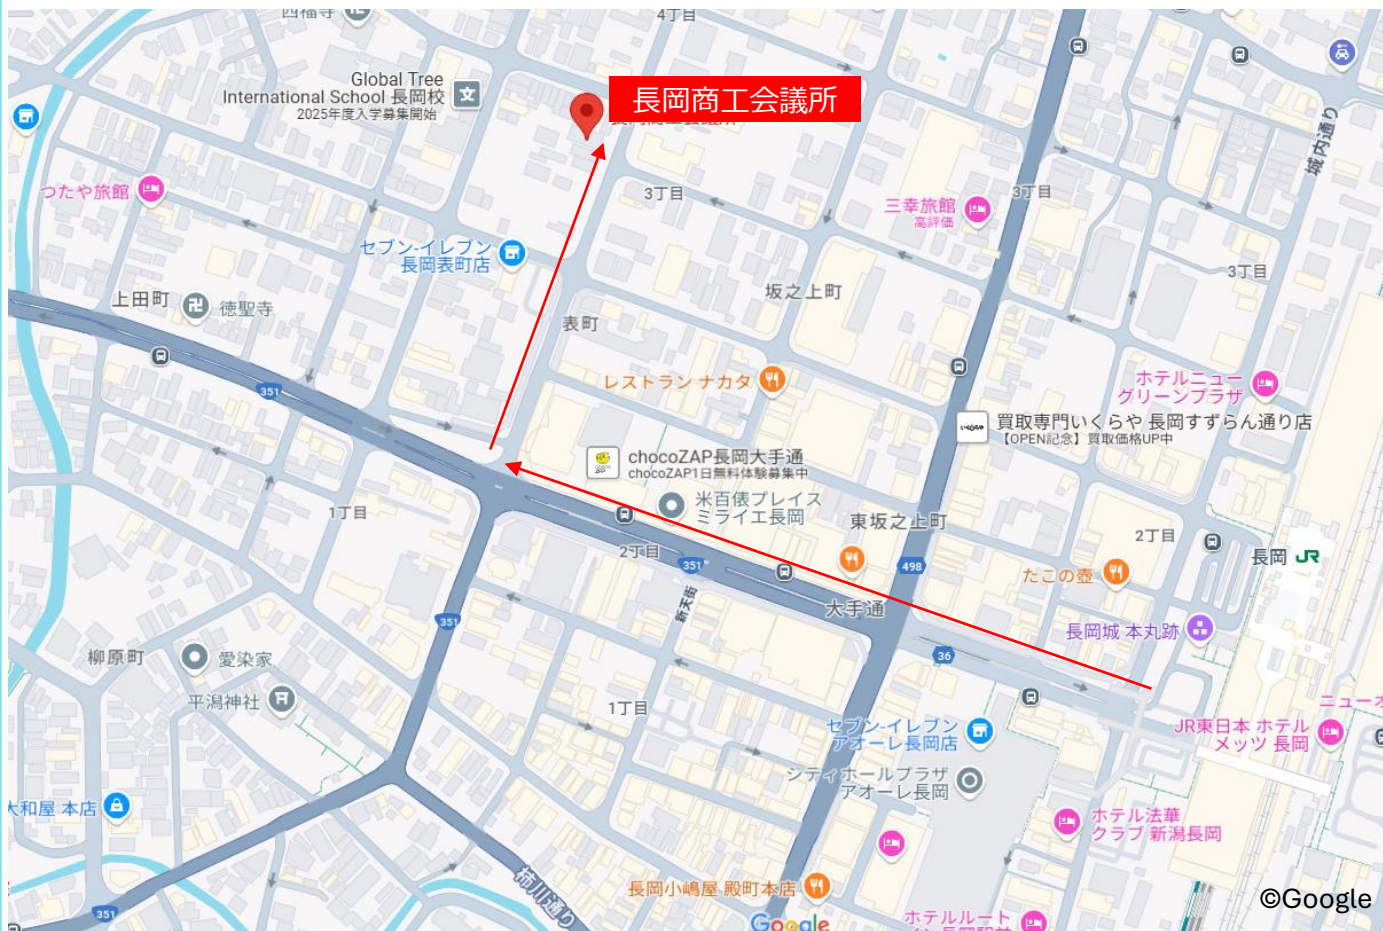 西福寺
4丁目
Global Tree
International School 長岡校
2025年度入学募集開始
文
長岡商工会議所
城内通り
つたや旅館
3丁目
三幸旅館
高評価
3丁目
セブン-イレブン
長岡表町店
3丁目
上田町
徳聖寺
坂之上町
表町
レストラン ナカタ
ホテルニュー
グリーンプラザ
351
買取専門いくらや 長岡すずらん通り店
【OPEN記念】買取価格UP中
chocoZAP長岡大手通
chocoZAP1日無料体験募集中
米百俵プレイス
ミライエ長岡
1丁目
東坂之上町
2丁目
2丁目
長岡 JR
351
498
たこの壺
新天街
大手通
351
長岡城 本丸跡
柳原町
愛染家
36
平潟神社
1丁目
ニューオ
セブン-イレブン
アオーレ長岡店
JR東日本 ホテル
メッツ 長岡
シティホールプラザ
アオーレ長岡
大和屋 本店
ホテル法華
クラブ 新潟長岡
柿川通り
長岡小嶋屋 殿町本店
351
©Google
Google
ホテルルート